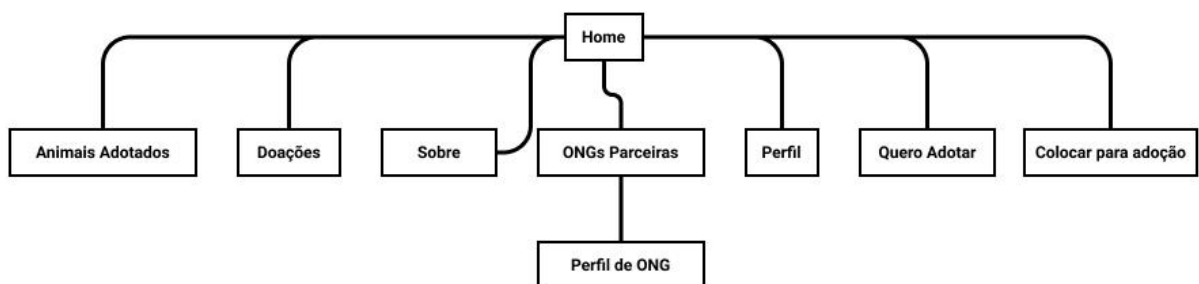 Home
Animais Adotados
Doações
Sobre
ONGs Parceiras
Perfil
Quero Adotar
Colocar para adoção
Perfil de ONG